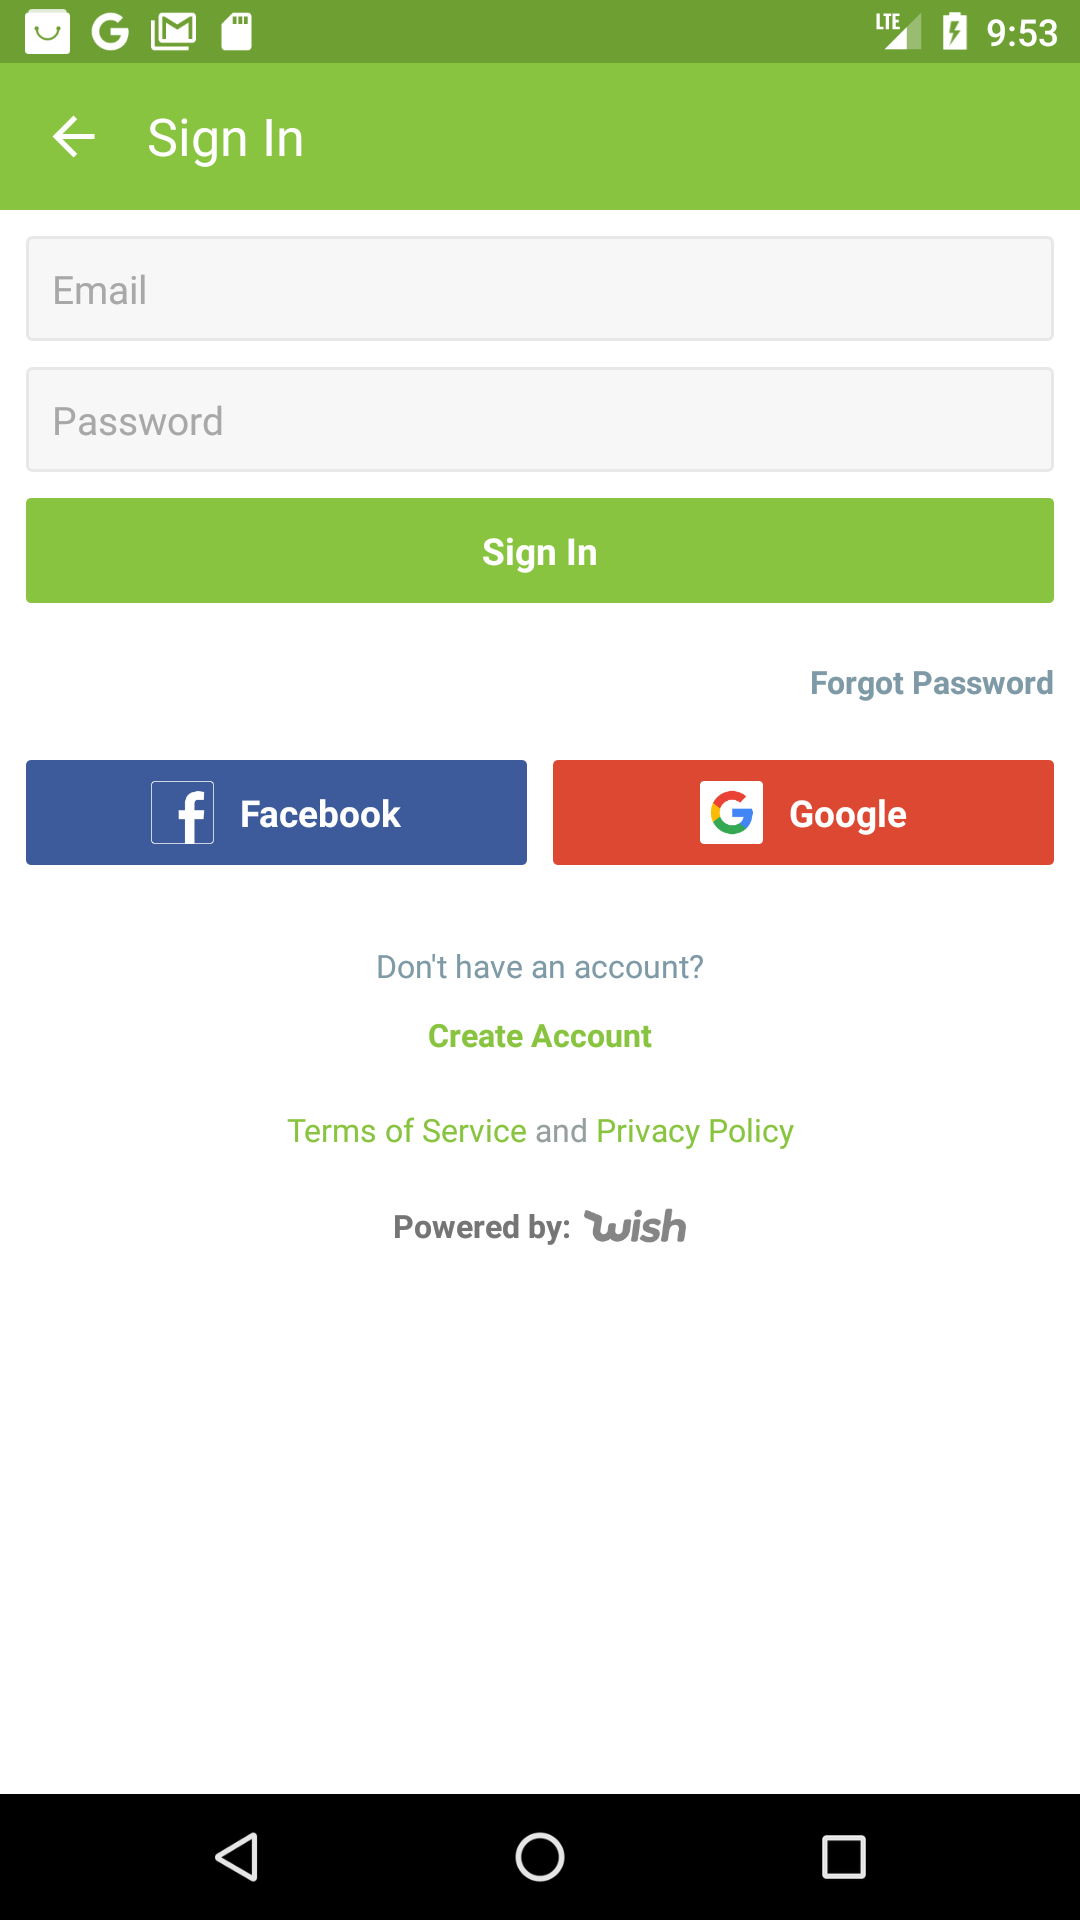 LTE 9:53
Sign In
Email
Password
Sign In
Forgot Password
Facebook Google
Don't have an account?
Create Account
Terms of Service and Privacy Policy
Powered by: wish